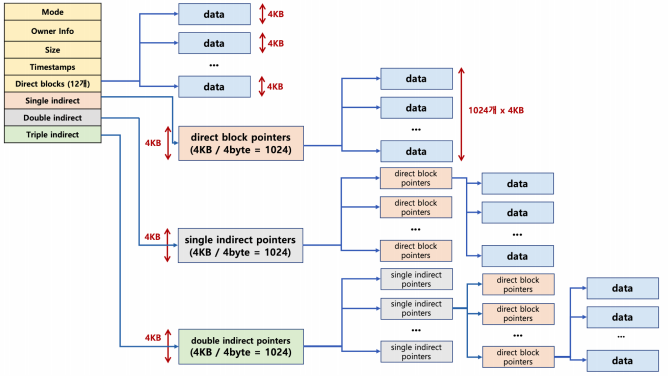 Mode
Owner Info
Size
Timestamps
Direct blocks (12개)
Single indirect
Double indirect
Triple indirect
data
4KB
data
4KB
...
data
4KB
4KB
direct block pointers
(4KB / 4byte = 1024)
data
data
...
data
1024개 x 4KB
4KB
single indirect pointers
(4KB / 4byte = 1024)
direct block
pointers
direct block
pointers
...
direct block
pointers
data
data
...
data
4KB
double indirect pointers
(4KB / 4byte = 1024)
single indirect
pointers
single indirect
pointers
...
single indirect
pointers
direct block
pointers
direct block
pointers
...
direct block
pointers
data
data
...
data